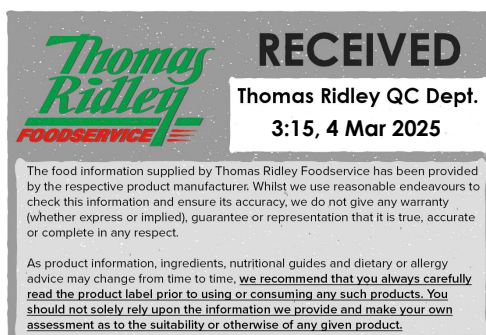 Thomas
Ridley
FOODSERVICE
RECEIVED
Thomas Ridley QC Dept.
3:15, 4 Mar 2025
The food information supplied by Thomas Ridley Foodservice has been provided
by the respective product manufacturer. Whilst we use reasonable endeavours to
check this information and ensure its accuracy, we do not give any warranty
(whether express or implied), guarantee or representation that it is true, accurate
or complete in any respect.
As product information, ingredients, nutritional guides and dietary or allergy
advice may change from time to time, we recommend that you always carefully
read the product label prior to using or consuming any such products. You
should not solely rely upon the information we provide and make your own
assessment as to the suitability or otherwise of any given product.